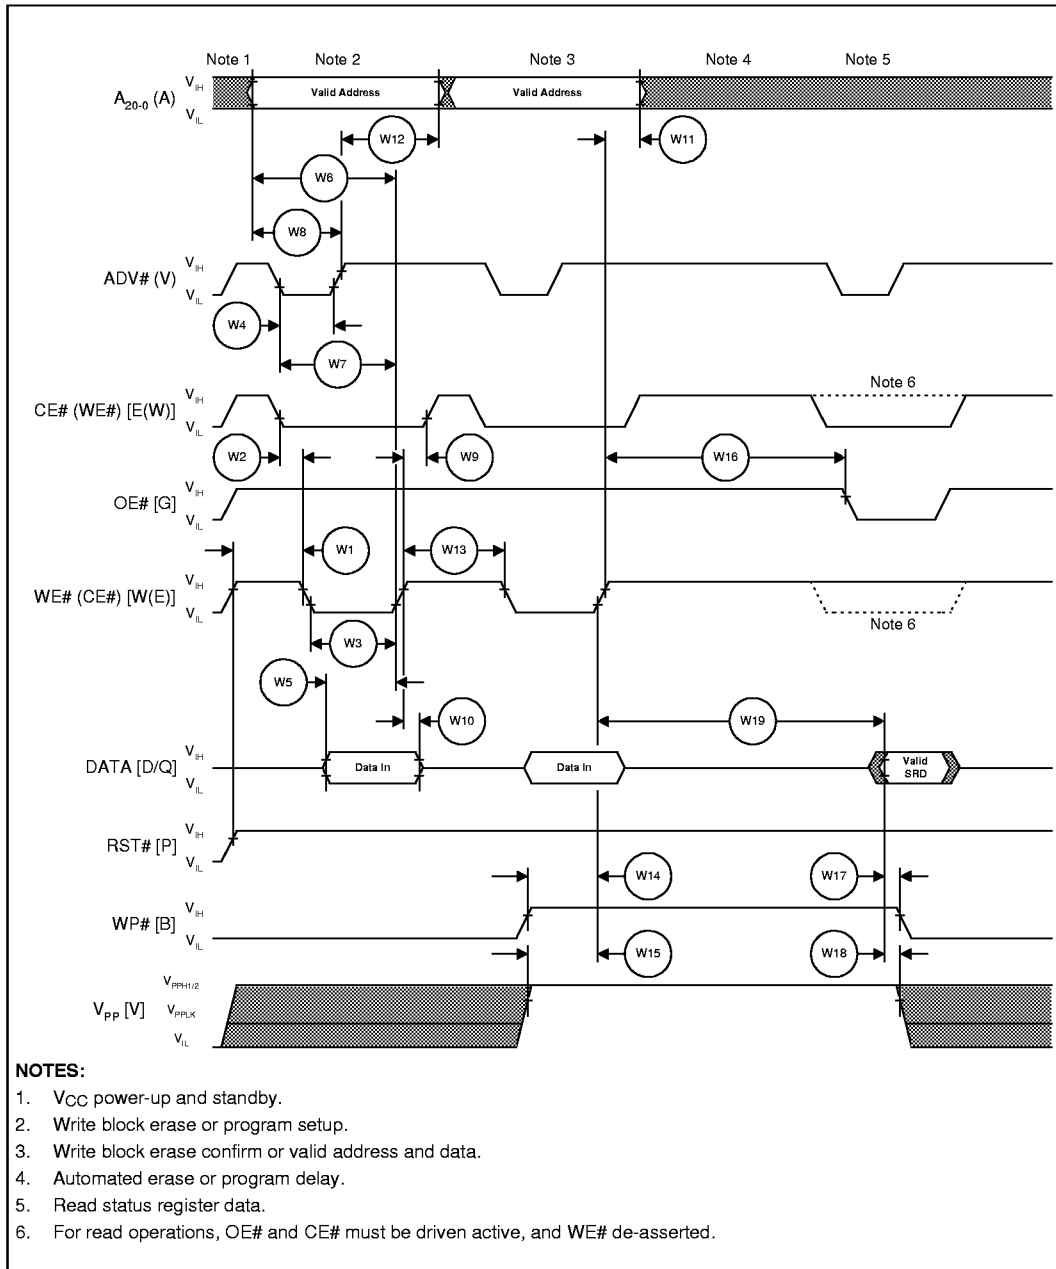 Note 1 Note 2 Note 3 Note 4 Note 5
A20-0 (A) VIH Valid Address Valid Address
VIL
W12 W11
W6
W8
ADV# (V) VIH
VIL
W4
W7
CE# (WE#) [E(W)] VIH Note 6
VIL
W2 W9 W16
OE# [G] VIH
VIL
W1 W13
WE# (CE#) [W(E)] VIH
VIL Note 6
W3
W5
W10 W19
DATA [D/Q] VIH Data In Data In Valid
VIL SRD
RST# [P] VIH
VIL
W14 W17
WP# [B] VIH
VIL
W15 W18
VPPH1/2
VPP [V] VPPLK
VIL
NOTES:
1. VCC power-up and standby.
2. Write block erase or program setup.
3. Write block erase confirm or valid address and data.
4. Automated erase or program delay.
5. Read status register data.
6. For read operations, OE# and CE# must be driven active, and WE# de-asserted.